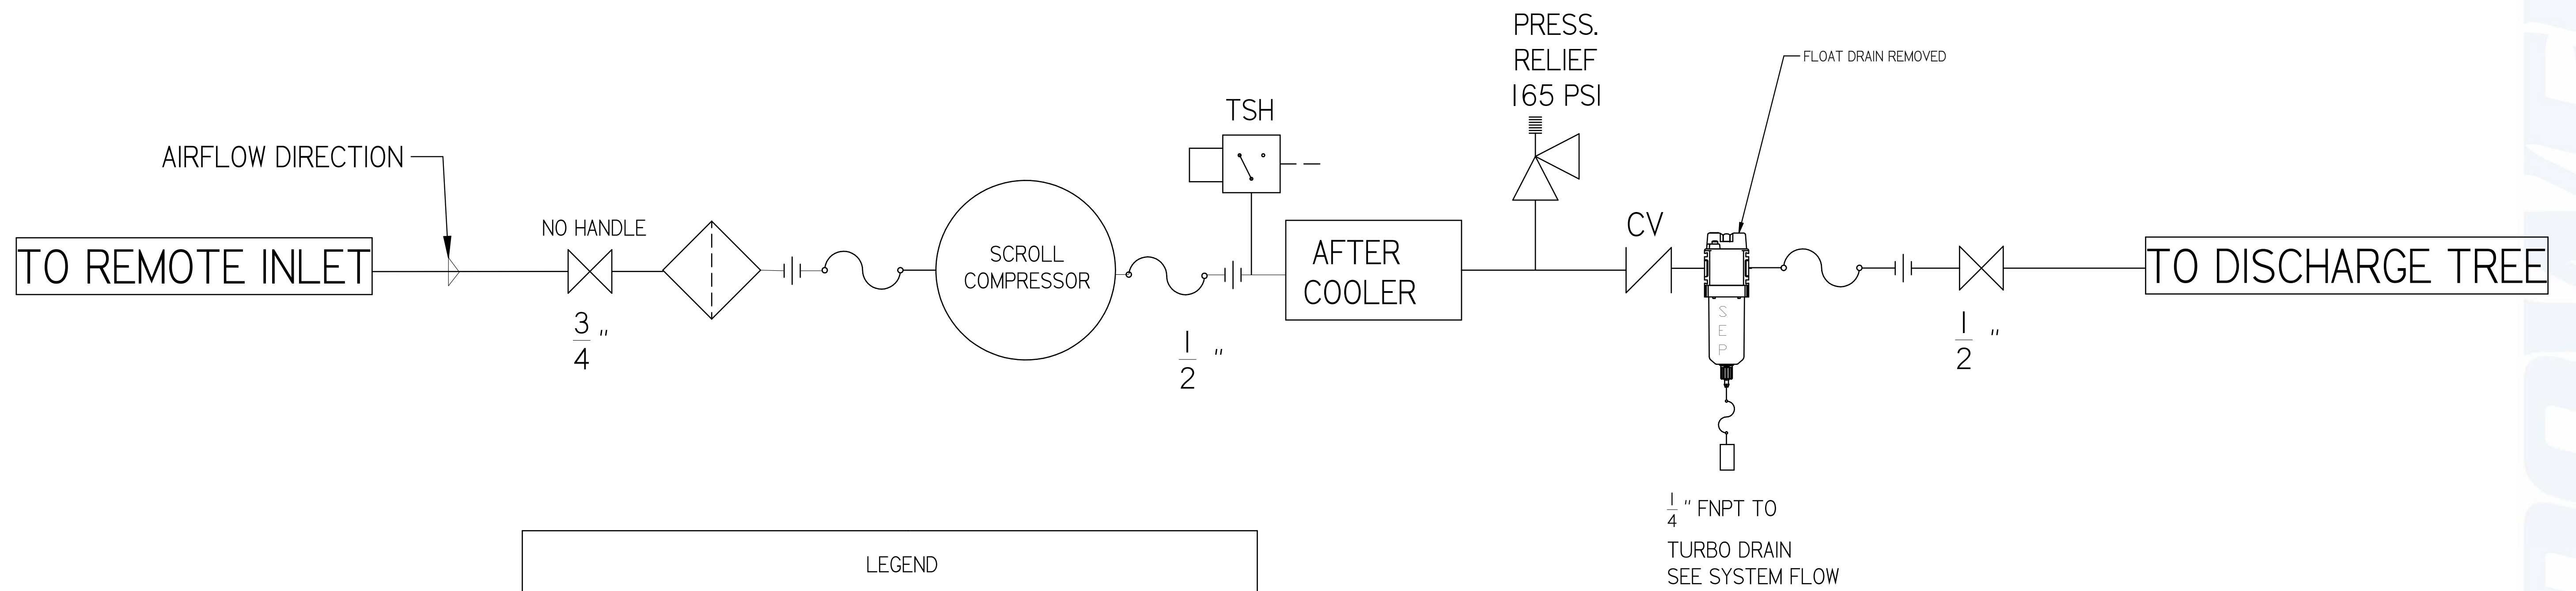 PRESS.
RELIEF
165 PSI
FLOAT DRAIN REMOVED
TSH
AIRFLOW DIRECTION
NO HANDLE
CV
TO REMOTE INLET
SCROLL
COMPRESSOR
AFTER
COOLER
TO DISCHARGE TREE
3/4 "
1/2 "
S
E
P
1/2 "
1/4 " FNPT TO
TURBO DRAIN
SEE SYSTEM FLOW
LEGEND